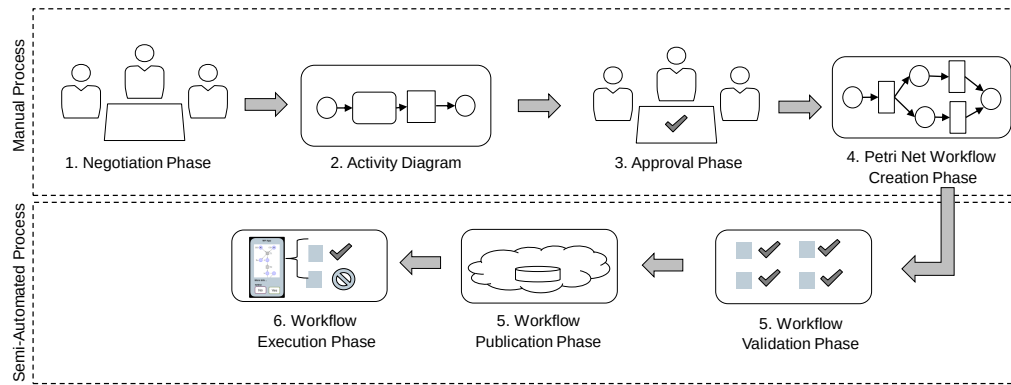 Manual Process
1. Negotiation Phase
2. Activity Diagram
3. Approval Phase
4. Petri Net Workflow
Creation Phase
Semi-Automated Process
6. Workflow
Execution Phase
5. Workflow
Publication Phase
5. Workflow
Validation Phase